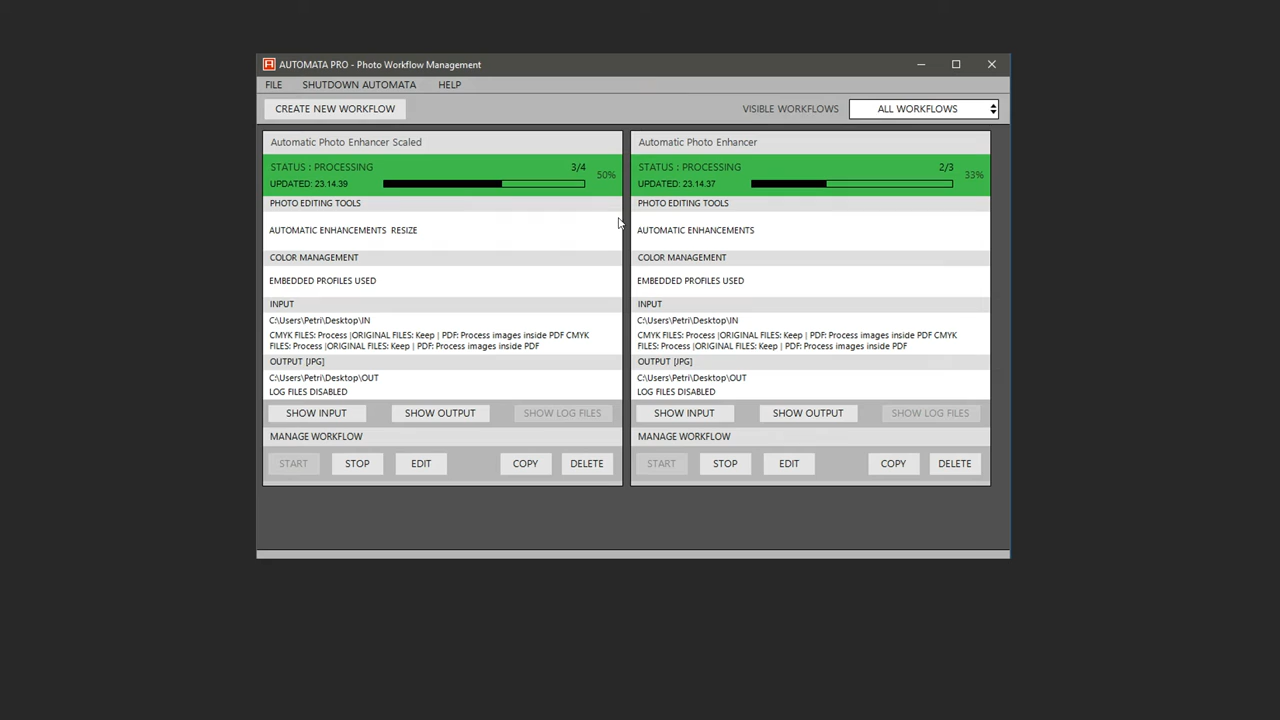 AUTOMATA PRO - Photo Workflow Management
FILE SHUTDOWN AUTOMATA HELP
CREATE NEW WORKFLOW VISIBLE WORKFLOWS ALL WORKFLOWS
Automatic Photo Enhancer Scaled
STATUS : PROCESSING 3/4
50%
UPDATED: 23.14.39
PHOTO EDITING TOOLS
AUTOMATIC ENHANCEMENTS RESIZE
COLOR MANAGEMENT
EMBEDDED PROFILES USED
INPUT
C:\Users\Petri\Desktop\IN
CMYK FILES: Process |ORIGINAL FILES: Keep | PDF: Process images inside PDF CMYK
FILES: Process |ORIGINAL FILES: Keep | PDF: Process images inside PDF
OUTPUT [JPG]
C:\Users\Petri\Desktop\OUT
LOG FILES DISABLED
SHOW INPUT SHOW OUTPUT SHOW LOG FILES
MANAGE WORKFLOW
START STOP EDIT COPY DELETE
Automatic Photo Enhancer
STATUS : PROCESSING 2/3
33%
UPDATED: 23.14.37
PHOTO EDITING TOOLS
AUTOMATIC ENHANCEMENTS
COLOR MANAGEMENT
EMBEDDED PROFILES USED
INPUT
C:\Users\Petri\Desktop\IN
CMYK FILES: Process |ORIGINAL FILES: Keep | PDF: Process images inside PDF CMYK
FILES: Process |ORIGINAL FILES: Keep | PDF: Process images inside PDF
OUTPUT [JPG]
C:\Users\Petri\Desktop\OUT
LOG FILES DISABLED
SHOW INPUT SHOW OUTPUT SHOW LOG FILES
MANAGE WORKFLOW
START STOP EDIT COPY DELETE